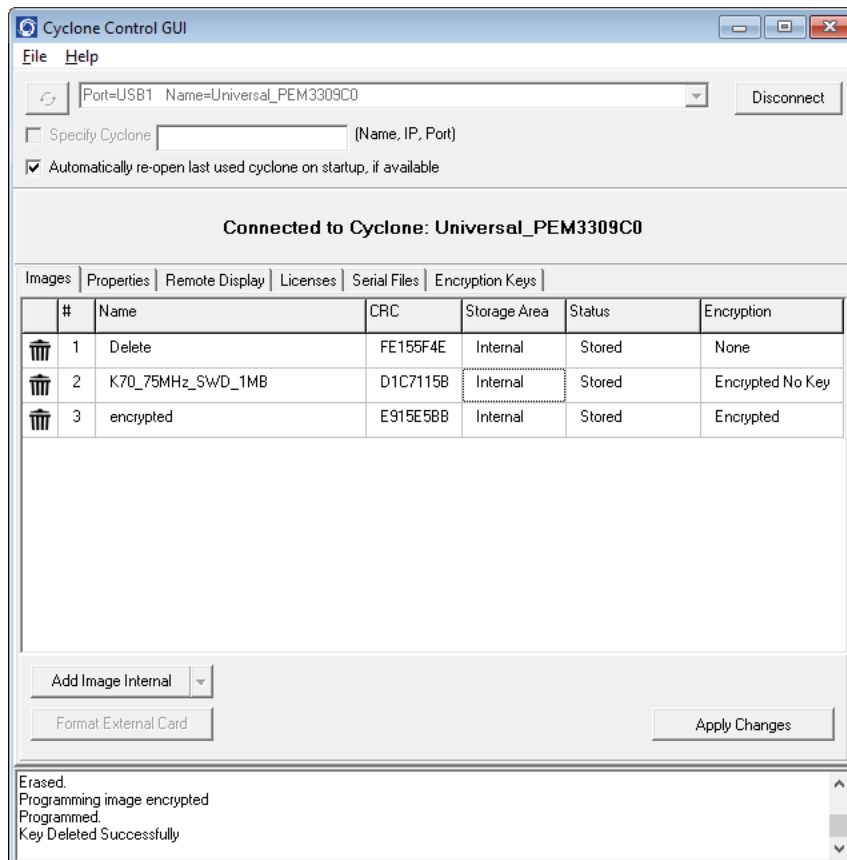 Cyclone Control GUI
File Help
Port=USB1 Name=Universal_PEM3309C0
Disconnect
Specify Cyclone (Name, IP, Port)
Automatically re-open last used cyclone on startup, if available
Connected to Cyclone: Universal_PEM3309C0
Images Properties Remote Display Licenses Serial Files Encryption Keys
# Name CRC Storage Area Status Encryption
1 Delete FE155F4E Internal Stored None
2 K70_75MHz_SWD_1MB D1C7115B Internal Stored Encrypted No Key
3 encrypted E915E5BB Internal Stored Encrypted
Add Image Internal
Format External Card
Apply Changes
Erased.
Programming image encrypted
Programmed.
Key Deleted Successfully